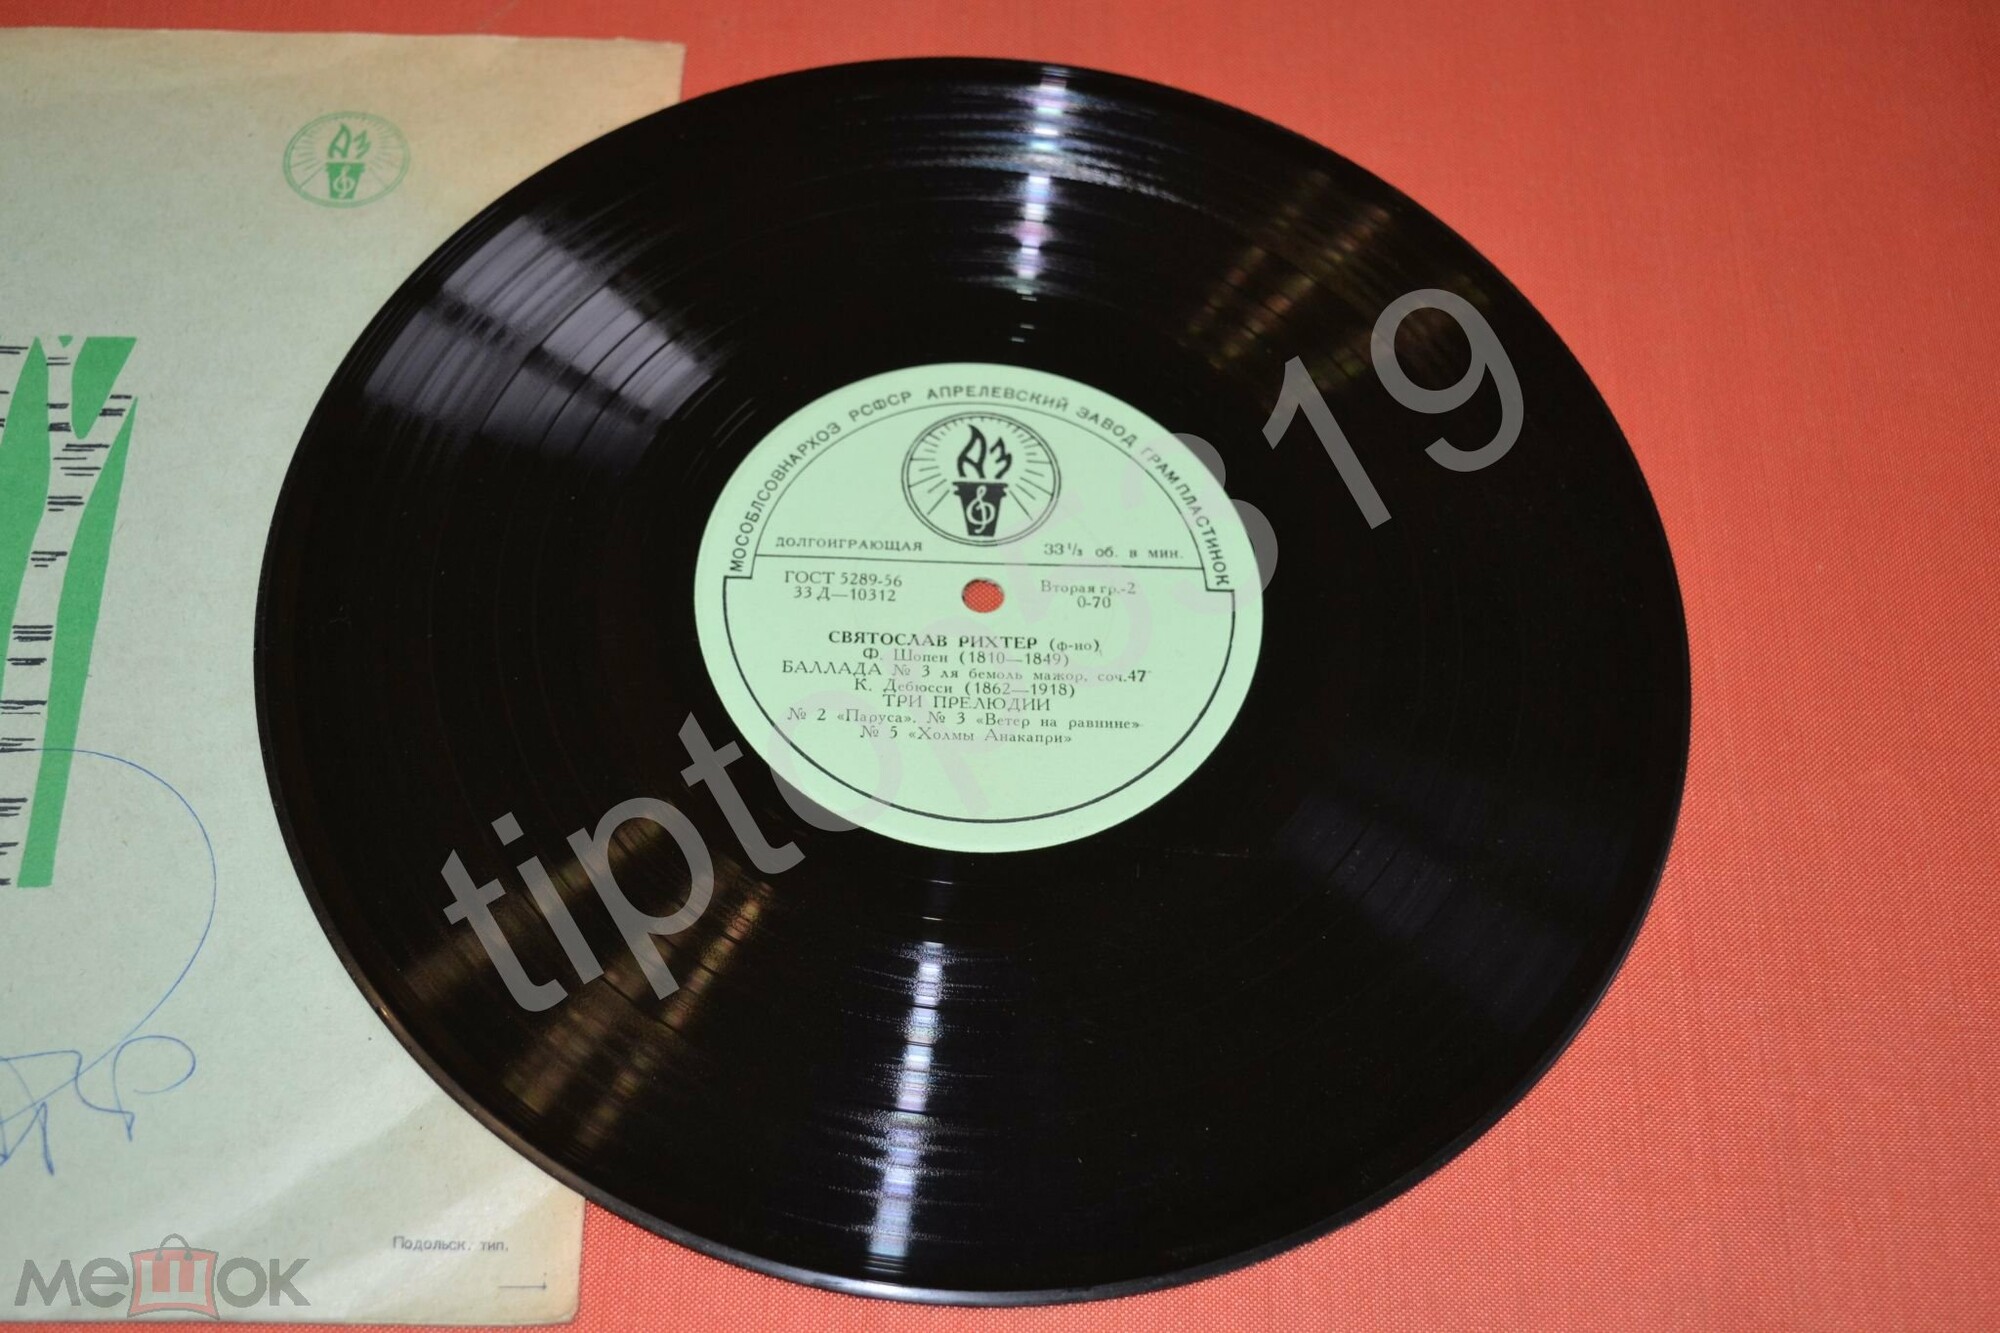 АЗ
МОСОБЛСОВНАРХОЗ РСФСР АПРЕЛЕВСКИЙ ЗАВОД ГРАМПЛАСТИНОК
АЗ
ДОЛГОИГРАЮЩАЯ 33 1/3 об. в мин.
ГОСТ 5289-56 Вторая гр.-2
33 Д—10312 0-70
СВЯТОСЛАВ РИХТЕР (ф-но)
Ф. Шопен (1810—1849)
БАЛЛАДА № 3 ля бемоль мажор, соч. 47
К. Дебюсси (1862—1918)
ТРИ ПРЕЛЮДИИ
№ 2 «Паруса». № 3 «Ветер на равнине»
№ 5 «Холмы Анакапри»
Подольск. тип.
мешок